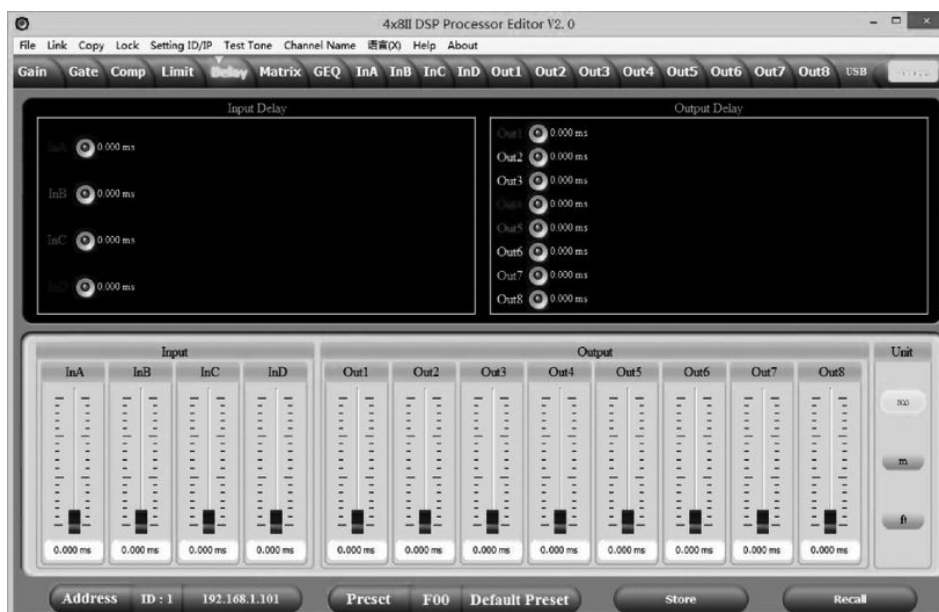 4x8II DSP Processor Editor V2.0
File Link Copy Lock Setting ID/IP Test Tone Channel Name 语言(X) Help About
Gain Gate Comp Limit Delay Matrix GEQ InA InB InC InD Out1 Out2 Out3 Out4 Out5 Out6 Out7 Out8 USB
Input Delay Output Delay
InA 0.000 ms
InB 0.000 ms
InC 0.000 ms
InD 0.000 ms
Out1 0.000 ms
Out2 0.000 ms
Out3 0.000 ms
Out4 0.000 ms
Out5 0.000 ms
Out6 0.000 ms
Out7 0.000 ms
Out8 0.000 ms
Input Output Unit
InA InB InC InD Out1 Out2 Out3 Out4 Out5 Out6 Out7 Out8
m
ft
0.000 ms 0.000 ms 0.000 ms 0.000 ms 0.000 ms 0.000 ms 0.000 ms 0.000 ms 0.000 ms 0.000 ms 0.000 ms 0.000 ms
Address ID : 1 192.168.1.101 Preset F00 Default Preset Store Recall